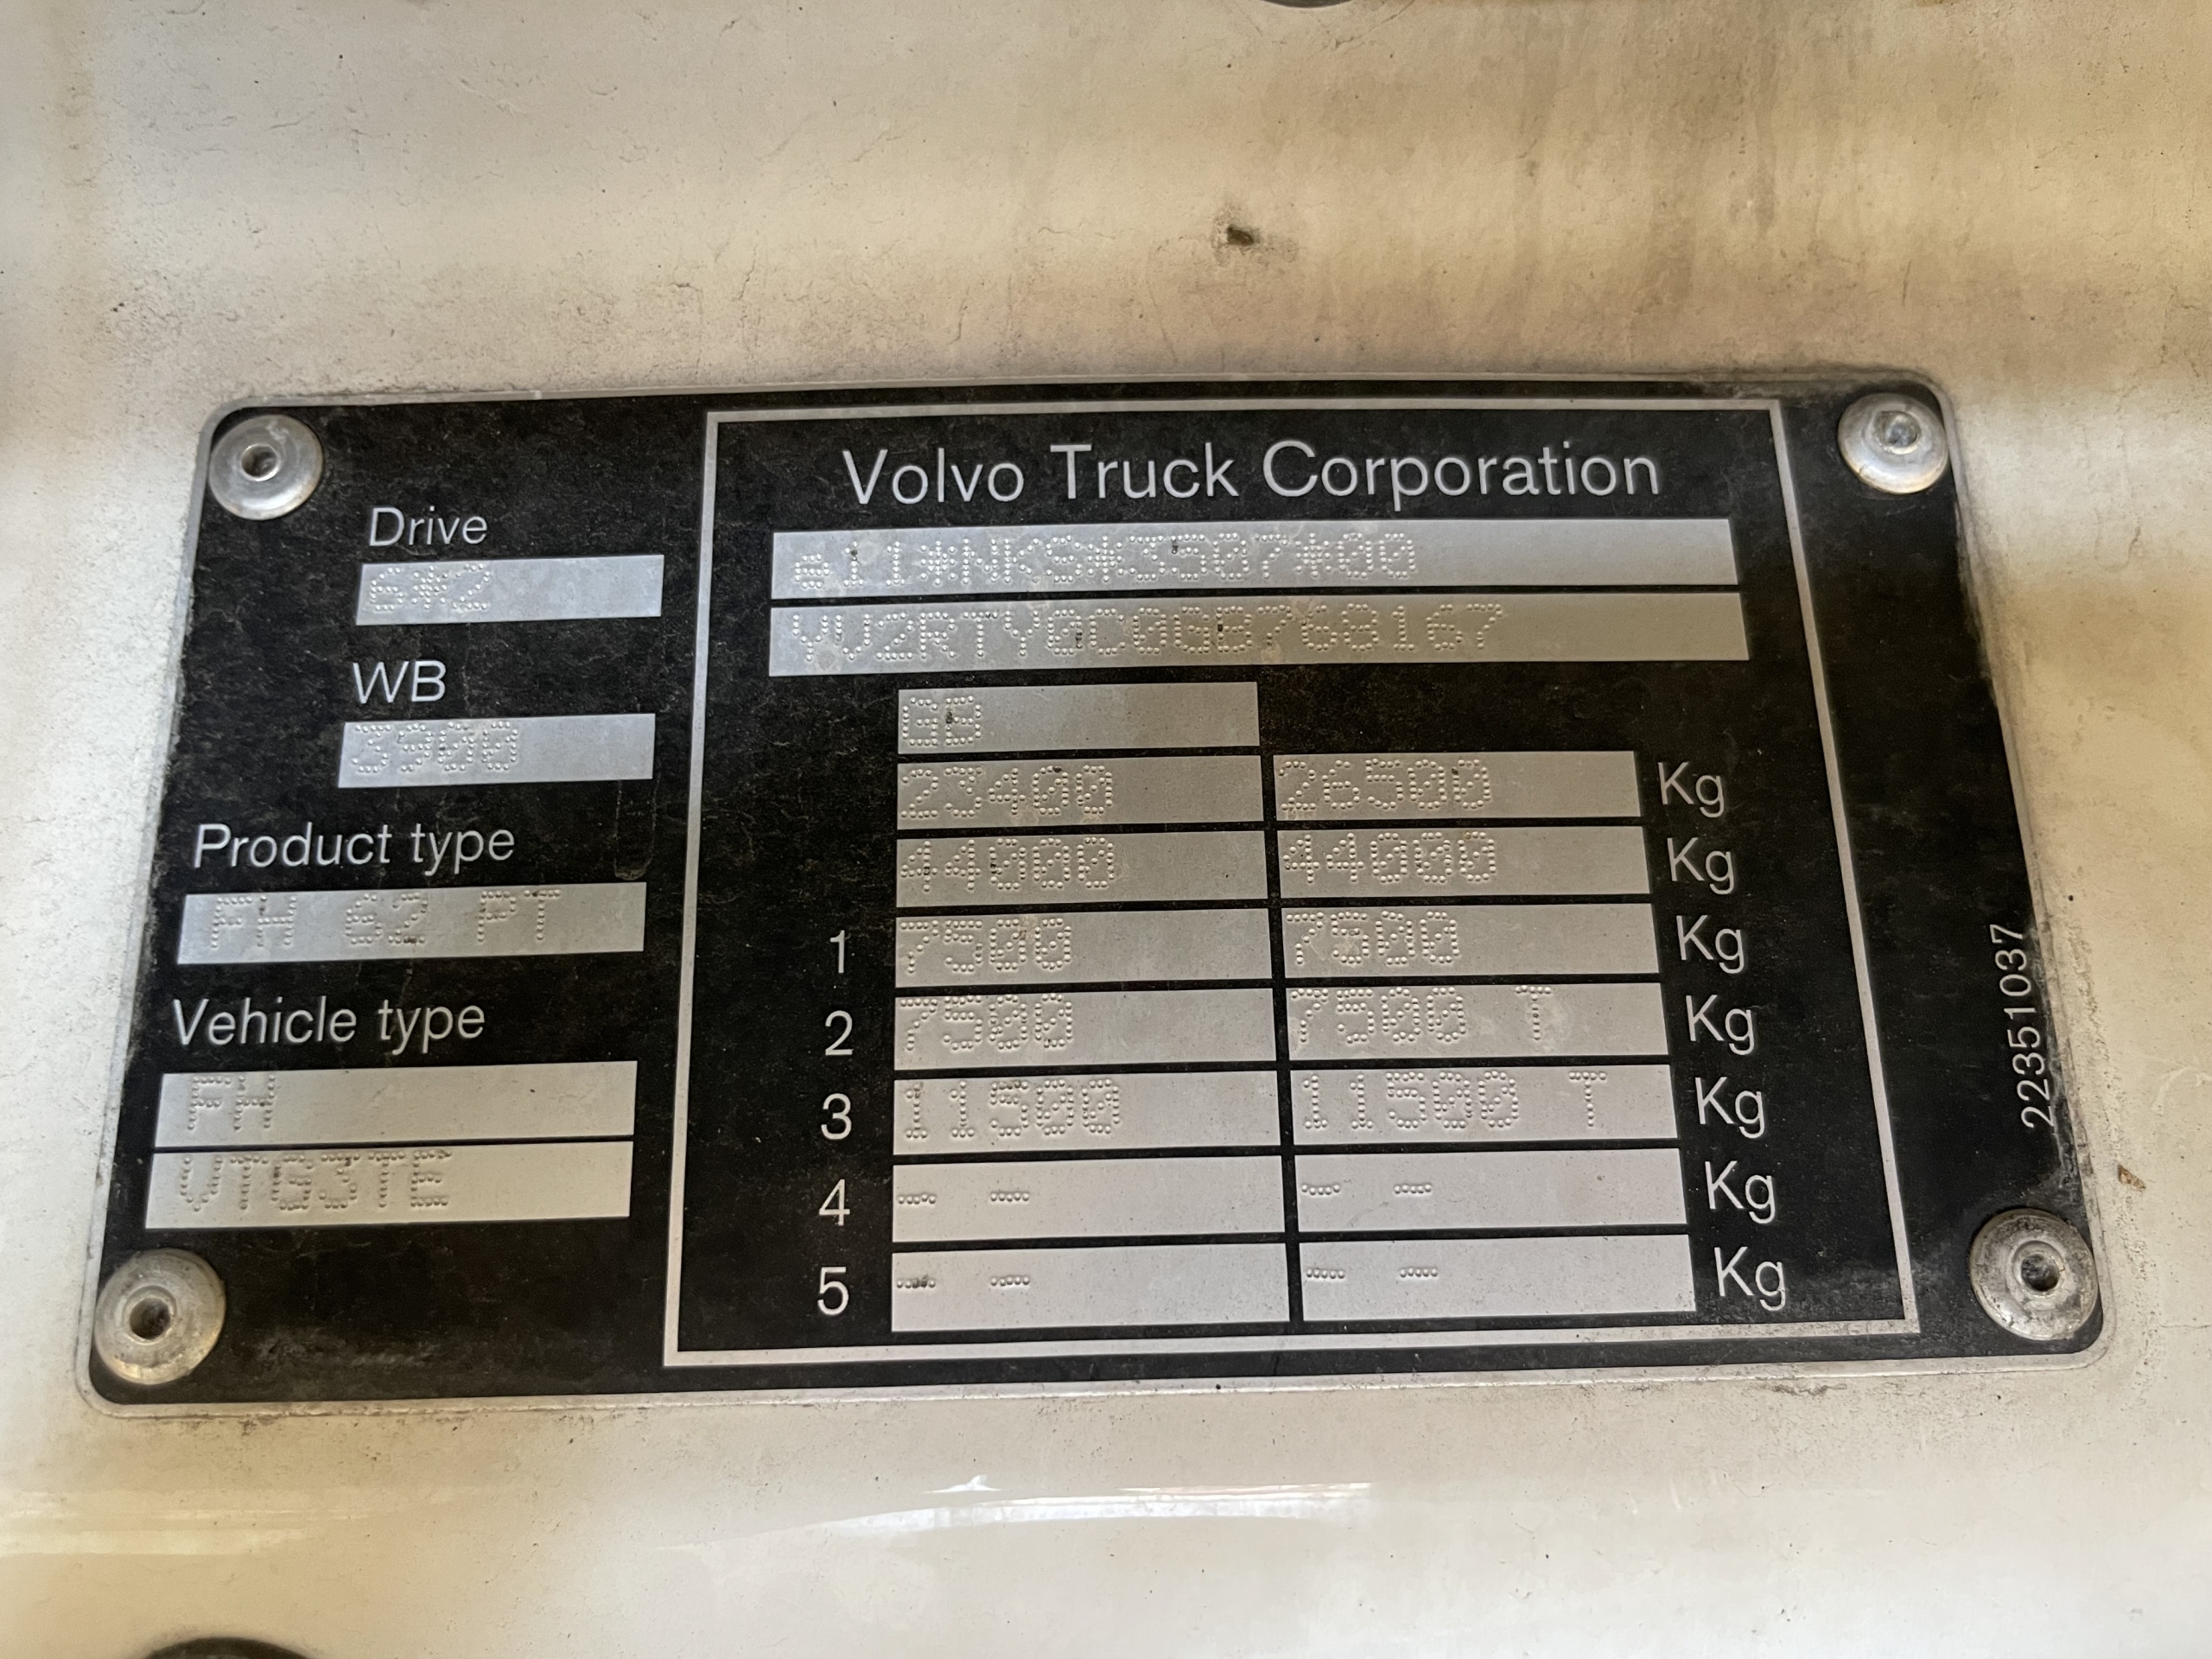 Volvo Truck Corporation
e11*NKS*3507*00
YV2RTY0C0GB768167
GB
23400 26500 Kg
44000 44000 Kg
1 7500 7500 Kg
2 7500 7500 T Kg
3 11500 11500 T Kg
4 - - - - Kg
5 - - - - Kg
Drive
6*2
WB
3900
Product type
FH 62 PT
Vehicle type
FH
VTG3TE
22351037